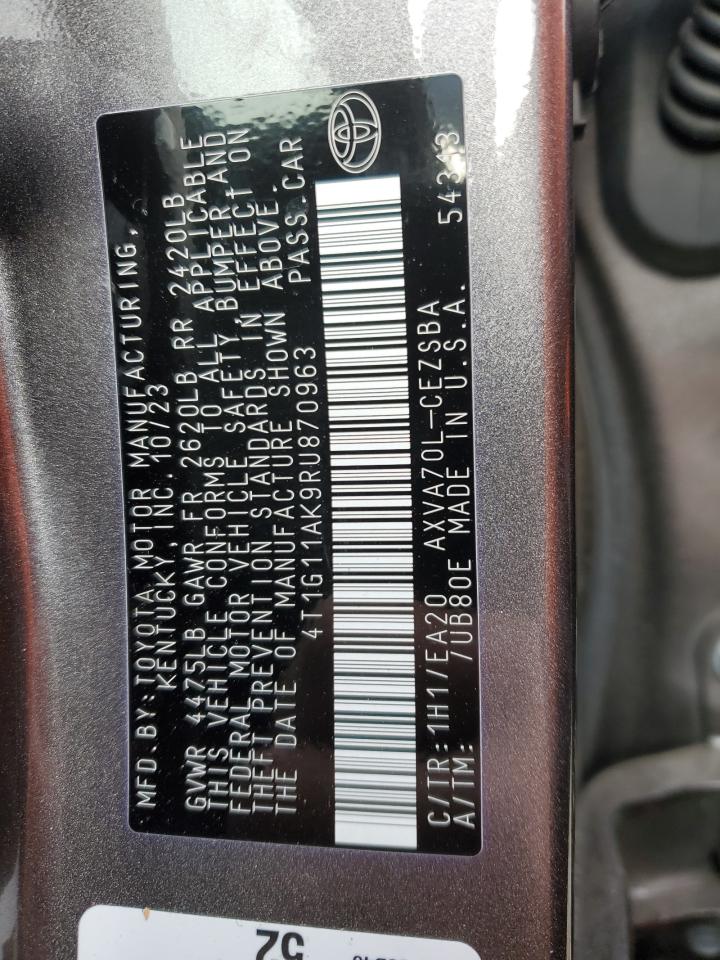 MFD.BY:TOYOTA MOTOR MANUFACTURING,
KENTUCKY, INC. 10/23
GVWR 4475LB GAWR FR 2620LB RR 2420LB
THIS VEHICLE CONFORMS TO ALL APPLICABLE
FEDERAL MOTOR VEHICLE SAFETY BUMPER AND
THEFT PREVENTION STANDARDS IN EFFECT ON
THE DATE OF MANUFACTURE SHOWN ABOVE.
4T1G11AK9RU870963 PASS.CAR
C/TR:1H1/EA20 AXVA70L-CEZSBA
A/TM: /UB80E MADE IN U.S.A. 54343
52